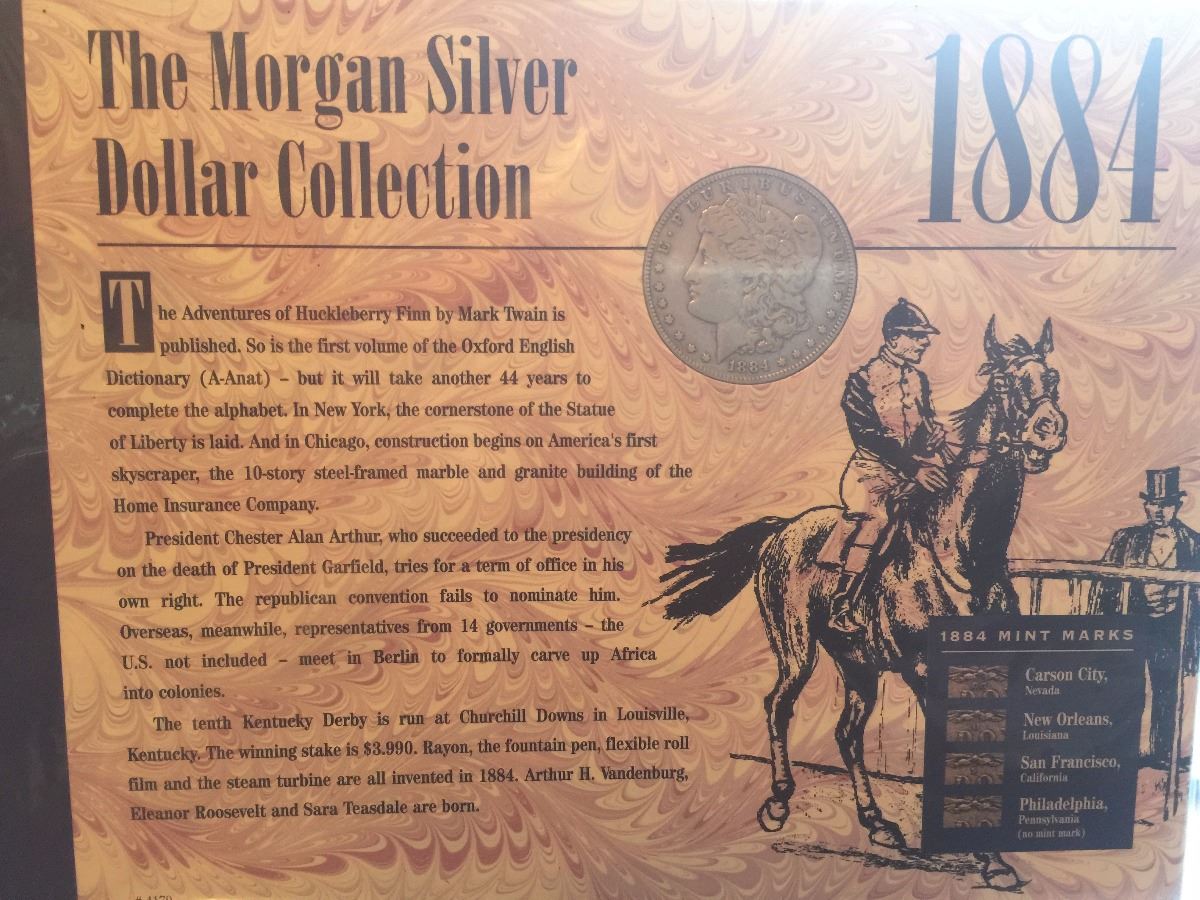 The Morgan Silver
Dollar Collection
1884
E · PLURIBUS · UNUM
1884
The Adventures of Huckleberry Finn by Mark Twain is
published. So is the first volume of the Oxford English
Dictionary (A-Anat) – but it will take another 44 years to
complete the alphabet. In New York, the cornerstone of the Statue
of Liberty is laid. And in Chicago, construction begins on America's first
skyscraper, the 10-story steel-framed marble and granite building of the
Home Insurance Company.
President Chester Alan Arthur, who succeeded to the presidency
on the death of President Garfield, tries for a term of office in his
own right. The republican convention fails to nominate him.
Overseas, meanwhile, representatives from 14 governments – the
U.S. not included – meet in Berlin to formally carve up Africa
into colonies.
The tenth Kentucky Derby is run at Churchill Downs in Louisville,
Kentucky. The winning stake is $3.990. Rayon, the fountain pen, flexible roll
film and the steam turbine are all invented in 1884. Arthur H. Vandenburg,
Eleanor Roosevelt and Sara Teasdale are born.
1884 MINT MARKS
Carson City,
Nevada
New Orleans,
Louisiana
San Francisco,
California
Philadelphia,
Pennsylvania
(no mint mark)